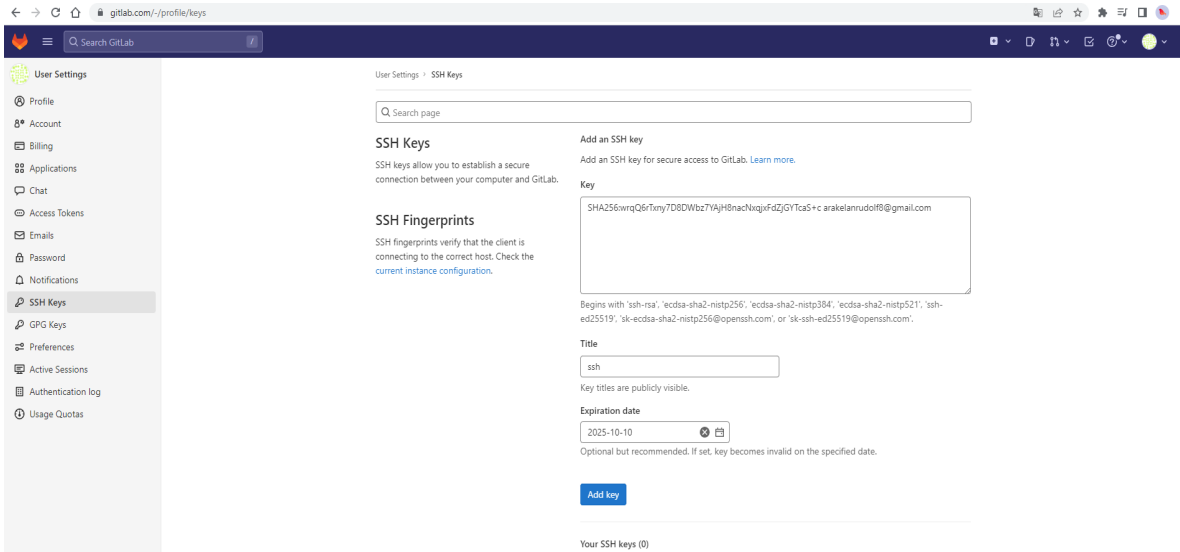 gitlab.com/-/profile/keys
Search GitLab /
User Settings
Profile
Account
Billing
Applications
Chat
Access Tokens
Emails
Password
Notifications
SSH Keys
GPG Keys
Preferences
Active Sessions
Authentication log
Usage Quotas
User Settings > SSH Keys
Search page
SSH Keys
SSH keys allow you to establish a secure
connection between your computer and GitLab.
SSH Fingerprints
SSH fingerprints verify that the client is
connecting to the correct host. Check the
current instance configuration.
Add an SSH key
Add an SSH key for secure access to GitLab. Learn more.
Key
SHA256:wrqQ6rTxny7D8DWbz7YAjH8nacNxqjxFdZjGYTcaS+c arakelanrudolf8@gmail.com
Begins with 'ssh-rsa', 'ecdsa-sha2-nistp256', 'ecdsa-sha2-nistp384', 'ecdsa-sha2-nistp521', 'ssh-
ed25519', 'sk-ecdsa-sha2-nistp256@openssh.com', or 'sk-ssh-ed25519@openssh.com'.
Title
ssh
Key titles are publicly visible.
Expiration date
2025-10-10
Optional but recommended. If set, key becomes invalid on the specified date.
Add key
Your SSH keys (0)